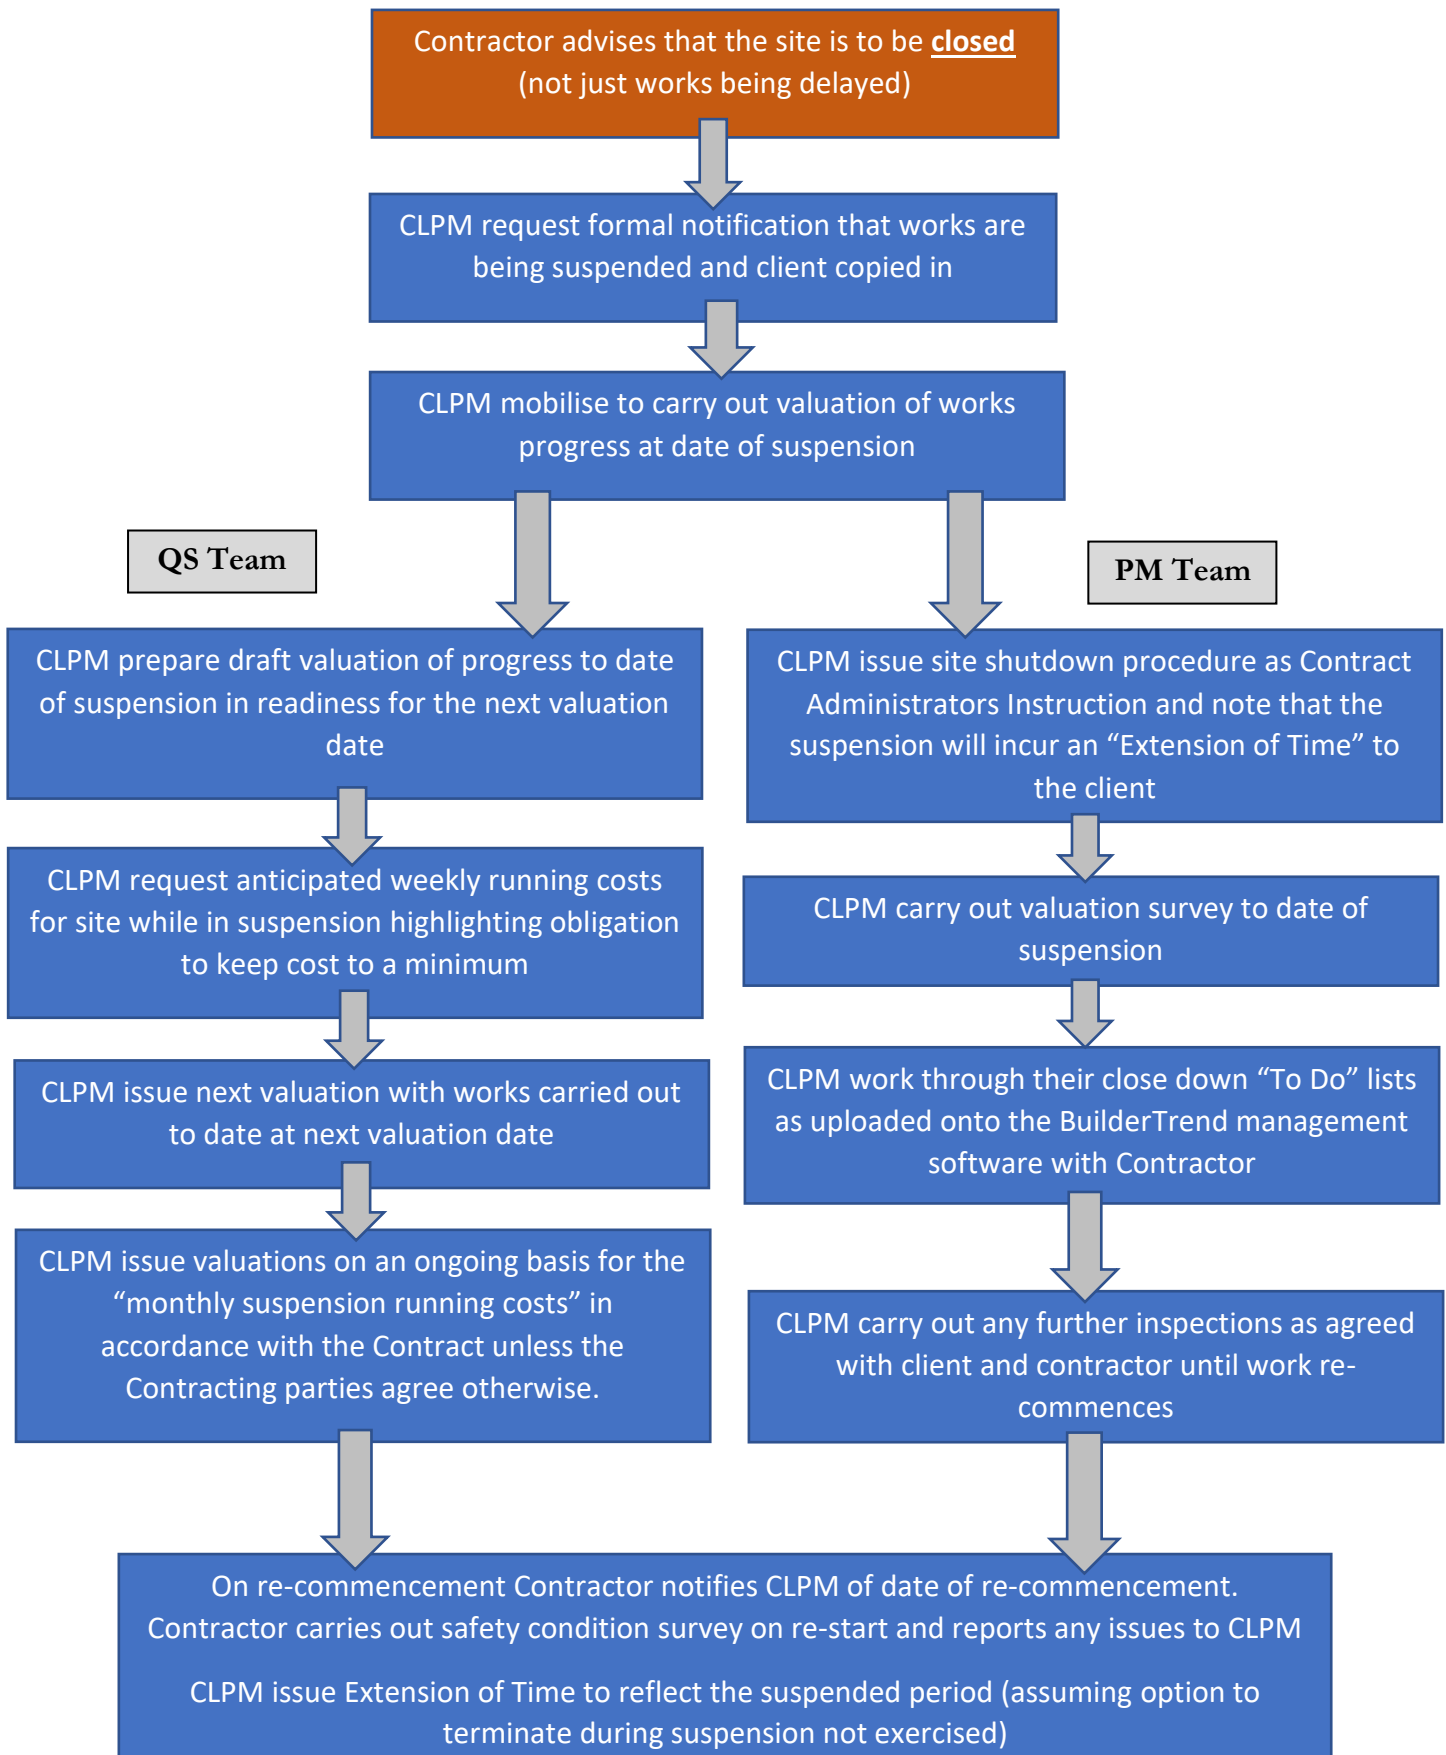 Contractor advises that the site is to be closed
(not just works being delayed)
CLPM request formal notification that works are
being suspended and client copied in
CLPM mobilise to carry out valuation of works
progress at date of suspension
QS Team
CLPM prepare draft valuation of progress to date
of suspension in readiness for the next valuation
date
CLPM request anticipated weekly running costs
for site while in suspension highlighting obligation
to keep cost to a minimum
CLPM issue next valuation with works carried out
to date at next valuation date
CLPM issue valuations on an ongoing basis for the
“monthly suspension running costs” in
accordance with the Contract unless the
Contracting parties agree otherwise.
PM Team
CLPM issue site shutdown procedure as Contract
Administrators Instruction and note that the
suspension will incur an “Extension of Time” to
the client
CLPM carry out valuation survey to date of
suspension
CLPM work through their close down “To Do” lists
as uploaded onto the BuilderTrend management
software with Contractor
CLPM carry out any further inspections as agreed
with client and contractor until work re-
commences
On re-commencement Contractor notifies CLPM of date of re-commencement.
Contractor carries out safety condition survey on re-start and reports any issues to CLPM
CLPM issue Extension of Time to reflect the suspended period (assuming option to
terminate during suspension not exercised)